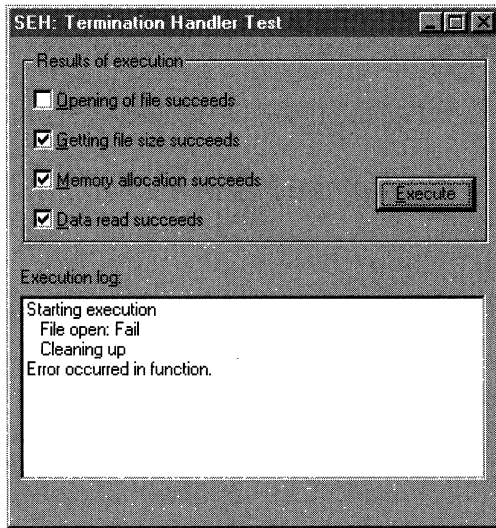 SEH: Termination Handler Test
Results of execution
Opening of file succeeds
Getting file size succeeds
Memory allocation succeeds
Execute
Data read succeeds
Execution log:
Starting execution
File open: Fail
Cleaning up
Error occurred in function.